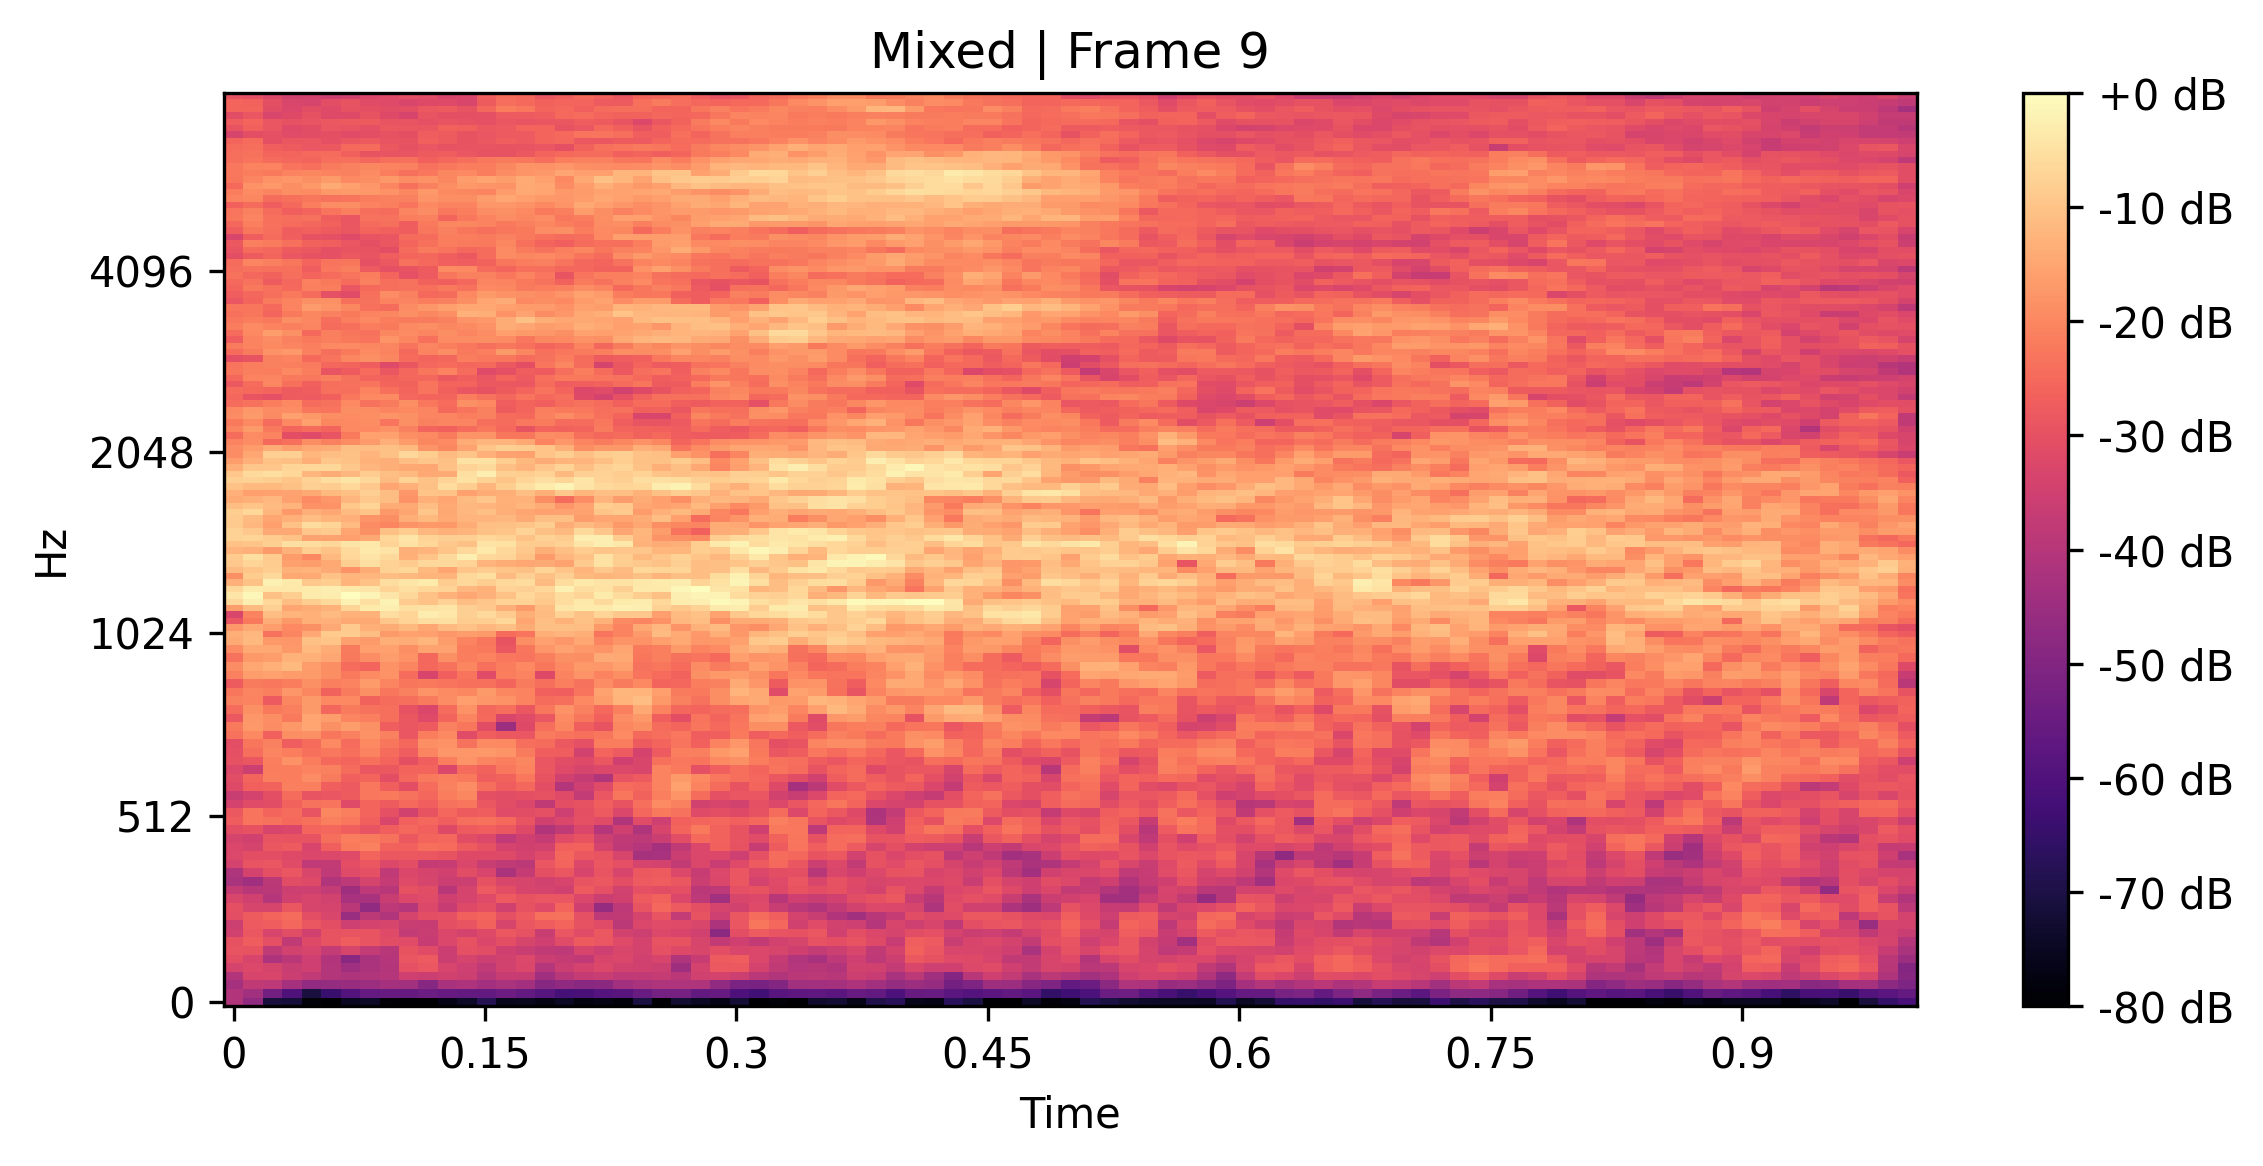 Mixed | Frame 9
+0 dB
-10 dB
-20 dB
-30 dB
-40 dB
-50 dB
-60 dB
-70 dB
-80 dB
Hz
4096
2048
1024
512
0
0 0.15 0.3 0.45 0.6 0.75 0.9
Time